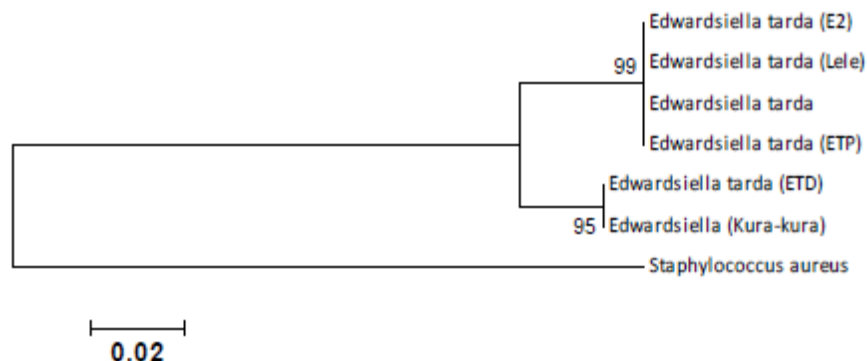 Edwardsiella tarda (E2)
99
Edwardsiella tarda (Lele)
Edwardsiella tarda
Edwardsiella tarda (ETP)
Edwardsiella tarda (ETD)
95
Edwardsiella (Kura-kura)
Staphylococcus aureus
0.02